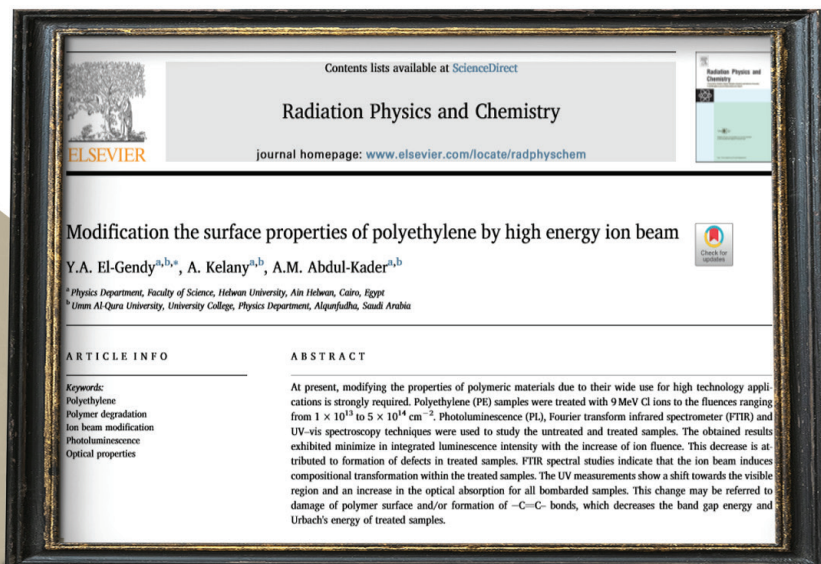 Contents lists available at ScienceDirect
Radiation Physics and Chemistry
ELSEVIER
journal homepage: www.elsevier.com/locate/radphyschem
Radiation Physics and
Chemistry
Modification the surface properties of polyethylene by high energy ion beam
Check for
updates
Y.A. El-Gendy^a,b,*, A. Kelany^a,b, A.M. Abdul-Kader^a,b
^a Physics Department, Faculty of Science, Helwan University, Ain Helwan, Cairo, Egypt
^b Umm Al-Qura University, University College, Physics Department, Alqunfudha, Saudi Arabia
ARTICLE INFO
Keywords:
Polyethylene
Polymer degradation
Ion beam modification
Photoluminescence
Optical properties
ABSTRACT
At present, modifying the properties of polymeric materials due to their wide use for high technology appli-
cations is strongly required. Polyethylene (PE) samples were treated with 9 MeV Cl ions to the fluences ranging
from 1 × 10^13 to 5 × 10^14 cm^−2. Photoluminescence (PL), Fourier transform infrared spectrometer (FTIR) and
UV–vis spectroscopy techniques were used to study the untreated and treated samples. The obtained results
exhibited minimize in integrated luminescence intensity with the increase of ion fluence. This decrease is at-
tributed to formation of defects in treated samples. FTIR spectral studies indicate that the ion beam induces
compositional transformation within the treated samples. The UV measurements show a shift towards the visible
region and an increase in the optical absorption for all bombarded samples. This change may be referred to
damage of polymer surface and/or formation of –C=C– bonds, which decreases the band gap energy and
Urbach's energy of treated samples.